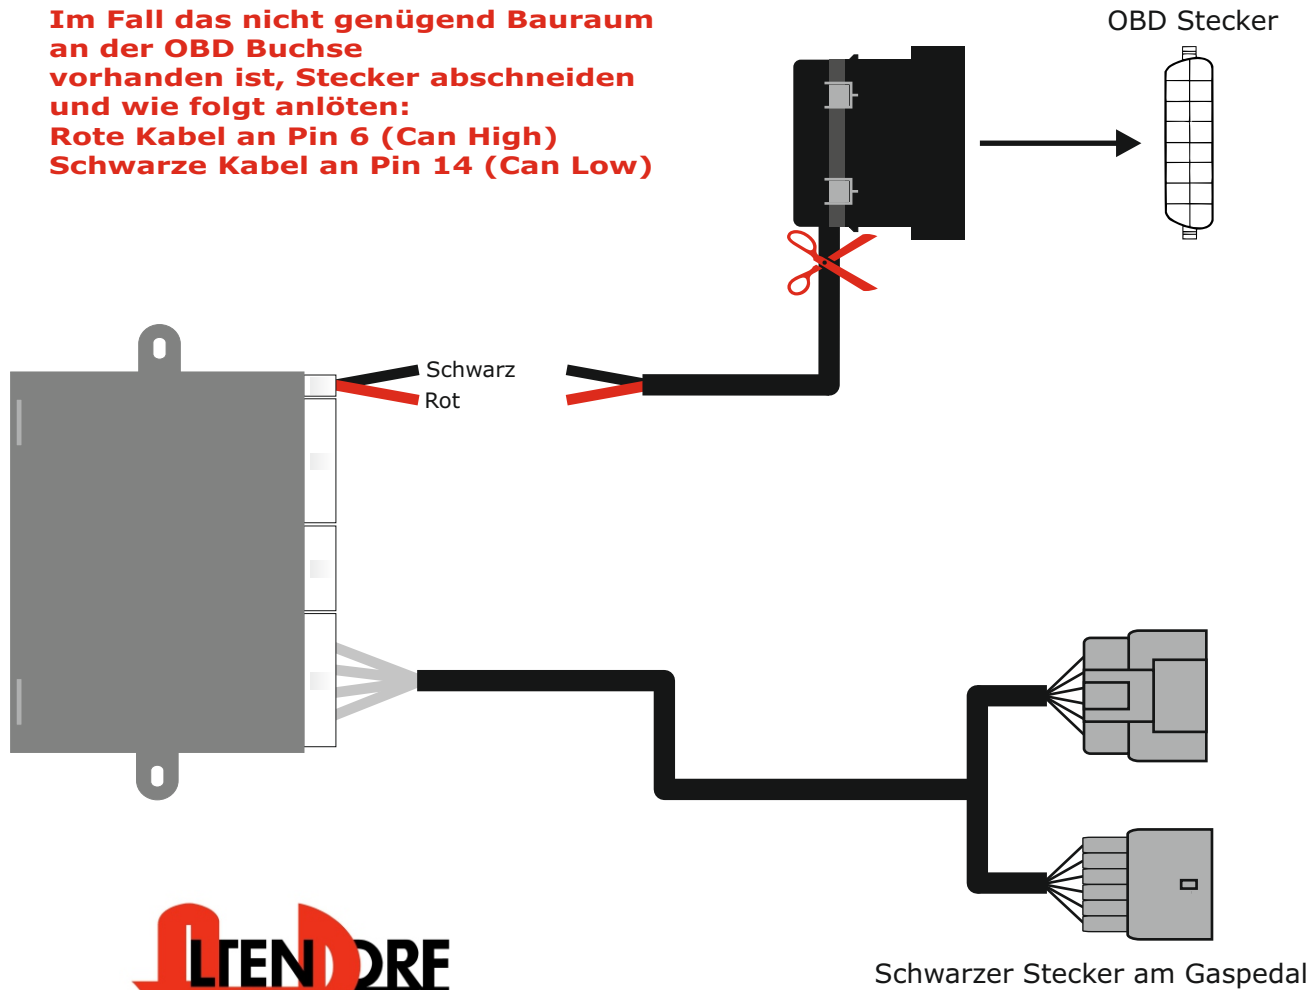 Im Fall das nicht genügend Bauraum
an der OBD Buchse
vorhanden ist, Stecker abschneiden
und wie folgt anlöten:
Rote Kabel an Pin 6 (Can High)
Schwarze Kabel an Pin 14 (Can Low)
OBD Stecker
Schwarz
Rot
ALTENDORF
Schwarzer Stecker am Gaspedal